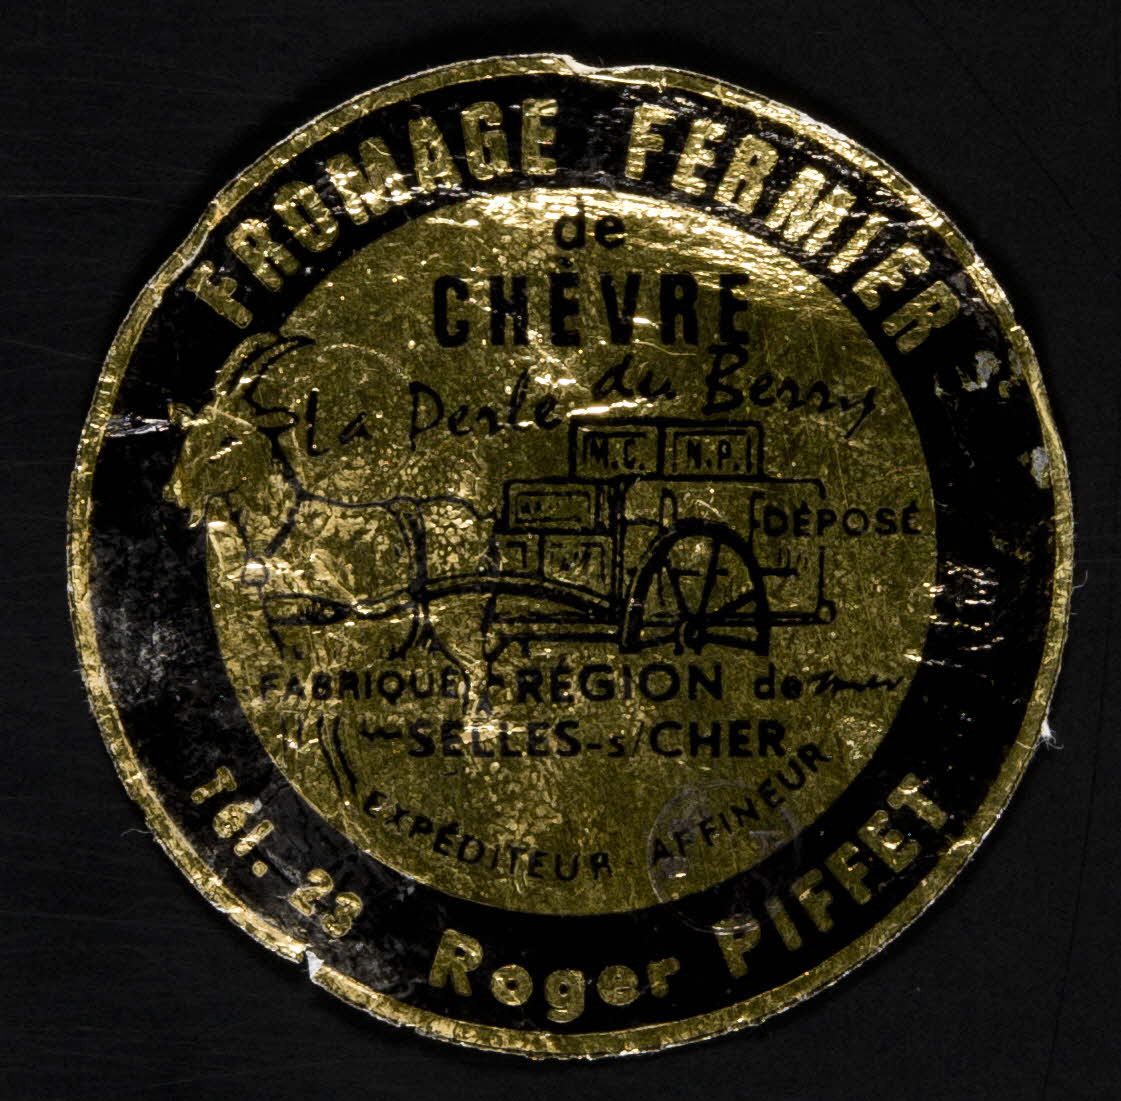 FROMAGE FERMIER
de
CHÈVRE
La Perle du Berry
M.C. N.P.
DÉPOSÉ
FABRIQUÉ RÉGION de
SELLES-s/CHER
EXPÉDITEUR - AFFINEUR
Tél. - 23 Roger PIFFET